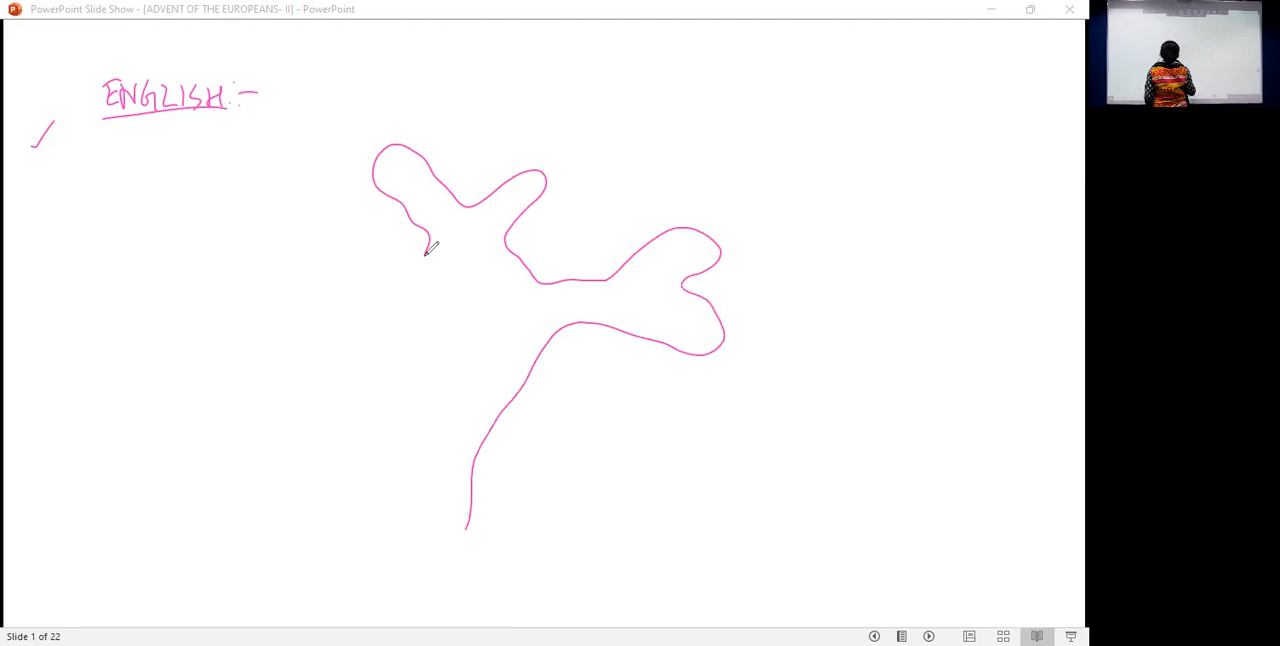 PowerPoint Slide Show - [ADVENT OF THE EUROPEANS- II] - PowerPoint
ENGLISH :-
Slide 1 of 22